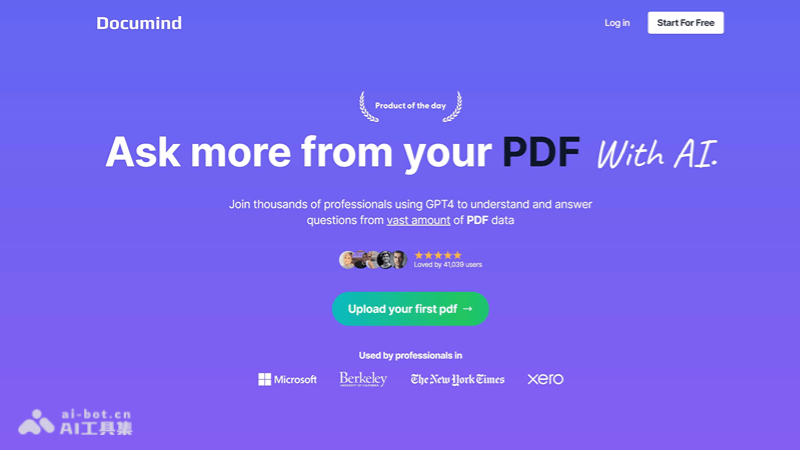 Documind
Log in
Start For Free
Product of the day
Ask more from your PDF With AI.
Join thousands of professionals using GPT4 to understand and answer
questions from vast amount of PDF data
★★★★★
Loved by 41,039 users
Upload your first pdf →
Used by professionals in
Microsoft
Berkeley
UNIVERSITY OF CALIFORNIA
The New York Times
xero
ai-bot.cn
AI工具集